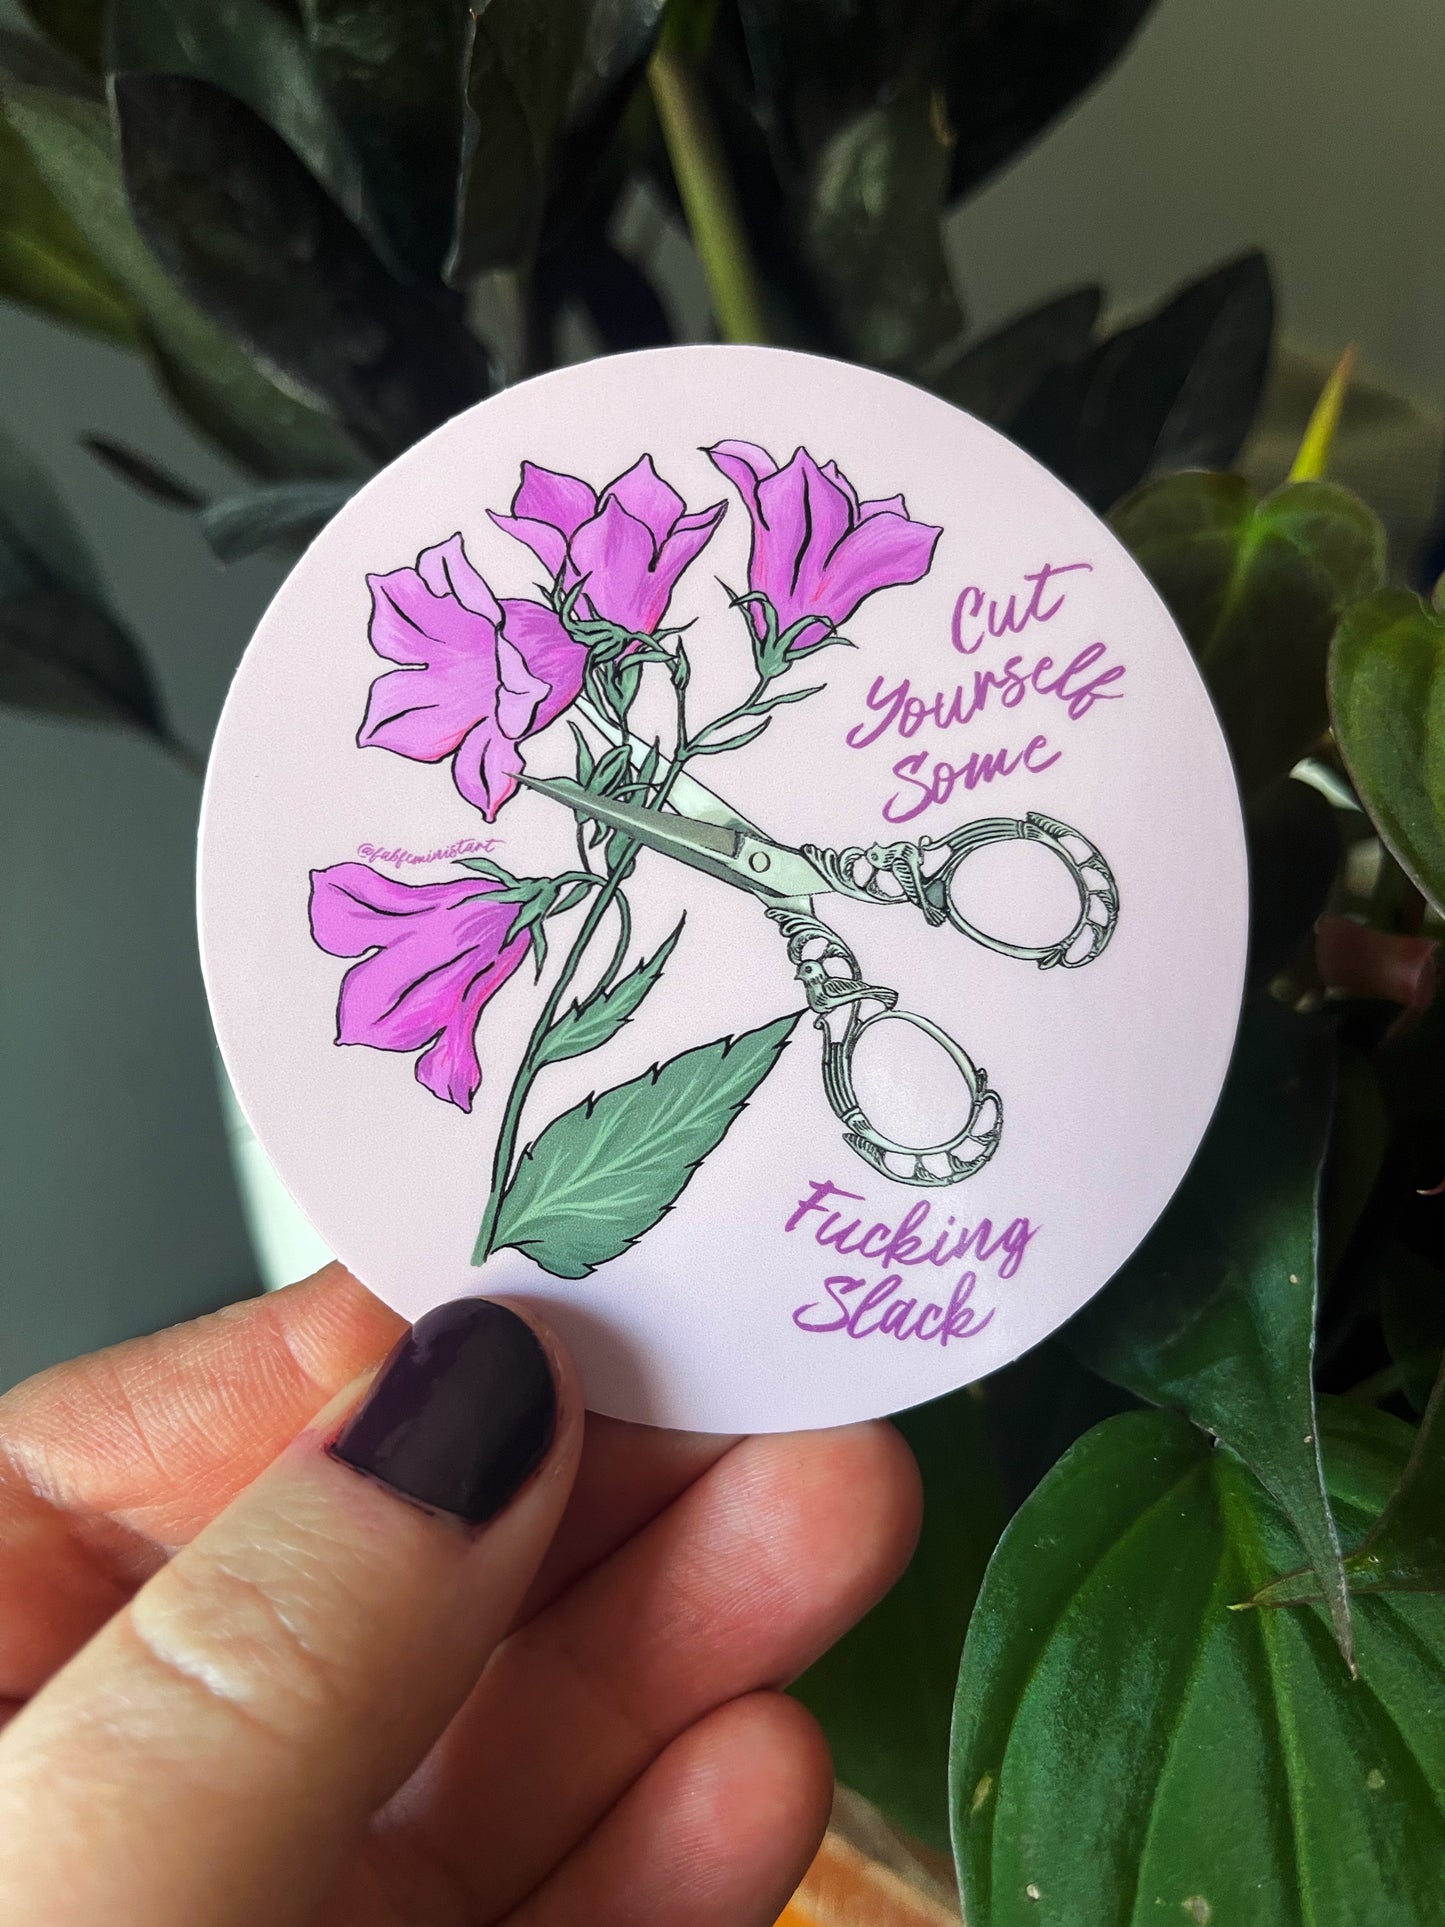 Cut
Yourself
Some
@fabfeministart
Fucking
Slack